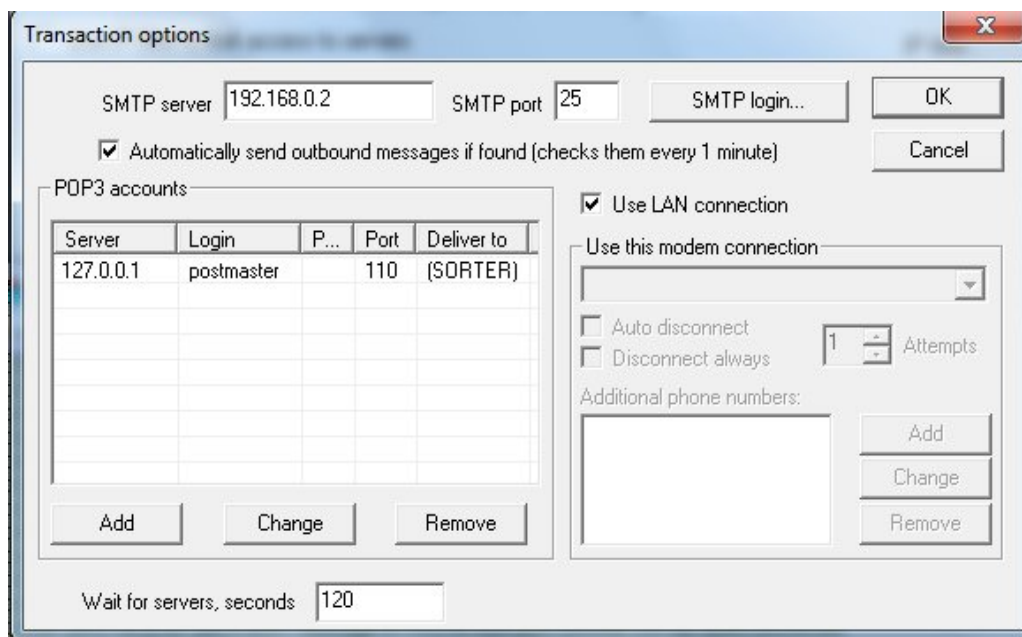 Transaction options
SMTP server 192.168.0.2 SMTP port 25 SMTP login... OK
Automatically send outbound messages if found (checks them every 1 minute) Cancel
POP3 accounts
Server Login P... Port Deliver to
127.0.0.1 postmaster 110 (SORTER)
Add Change Remove
Use LAN connection
Use this modem connection
Auto disconnect
Disconnect always
1 Attempts
Additional phone numbers:
Add
Change
Remove
Wait for servers, seconds 120